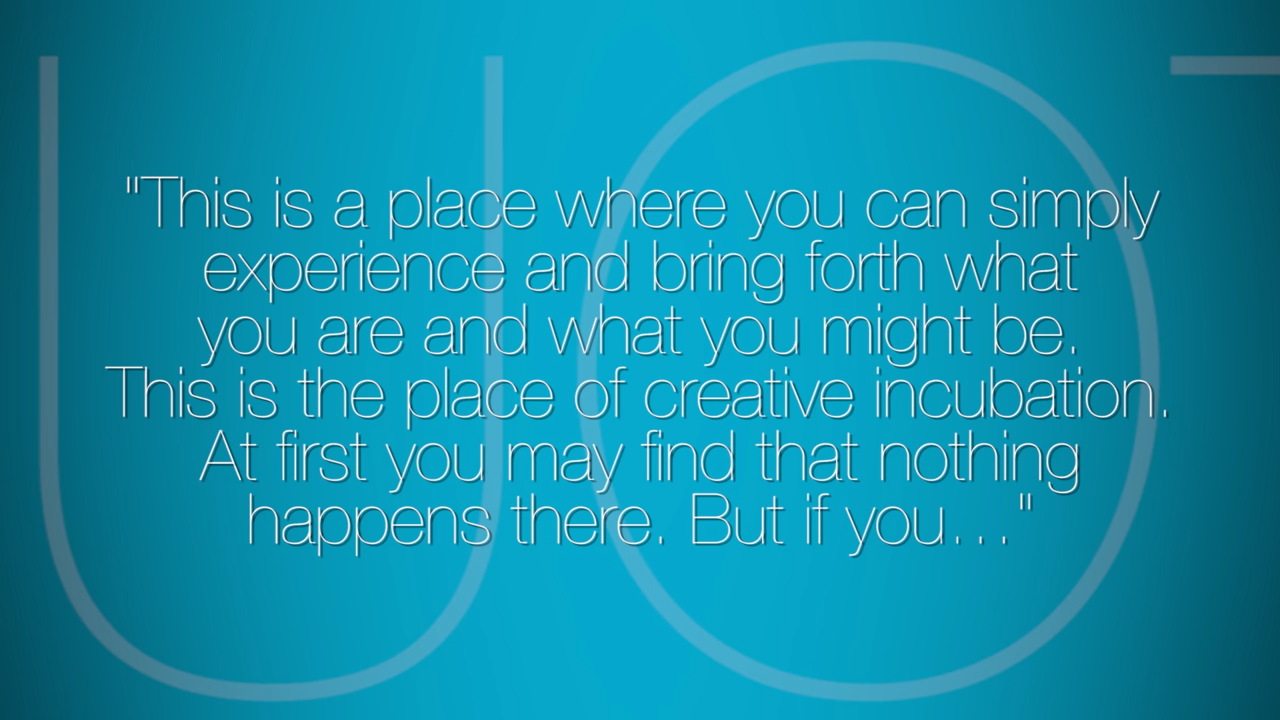 "This is a place where you can simply
experience and bring forth what
you are and what you might be.
This is the place of creative incubation.
At first you may find that nothing
happens there. But if you..."
UOT